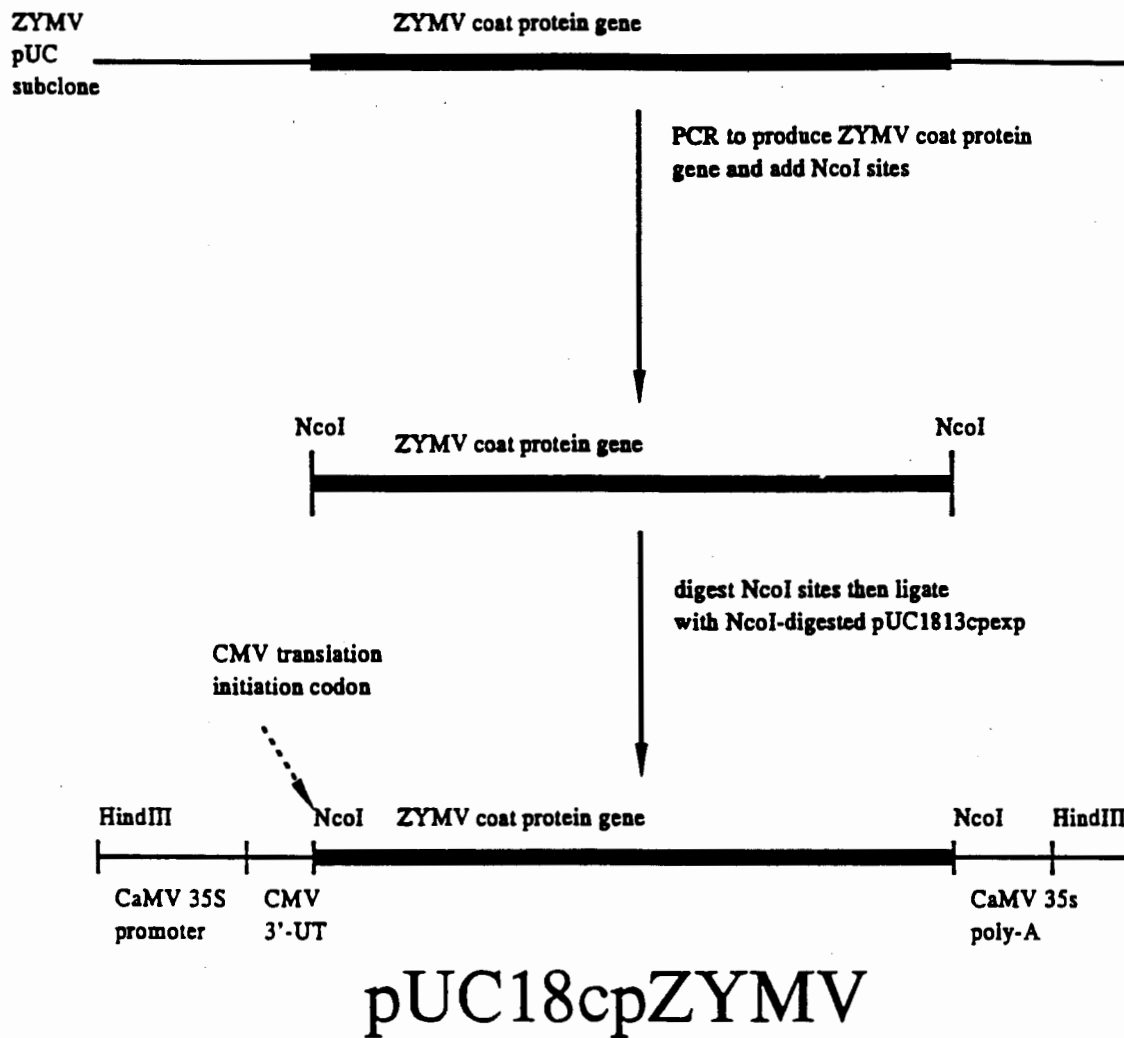 ZYMV
pUC
subclone
ZYMV coat protein gene
PCR to produce ZYMV coat protein
gene and add NcoI sites
NcoI
ZYMV coat protein gene
NcoI
digest NcoI sites then ligate
with NcoI-digested pUC1813cpexp
CMV translation
initiation codon
HindIII
NcoI
ZYMV coat protein gene
NcoI
HindIII
CaMV 35S
promoter
CMV
3'-UT
CaMV 35s
poly-A
pUC18cpZYMV